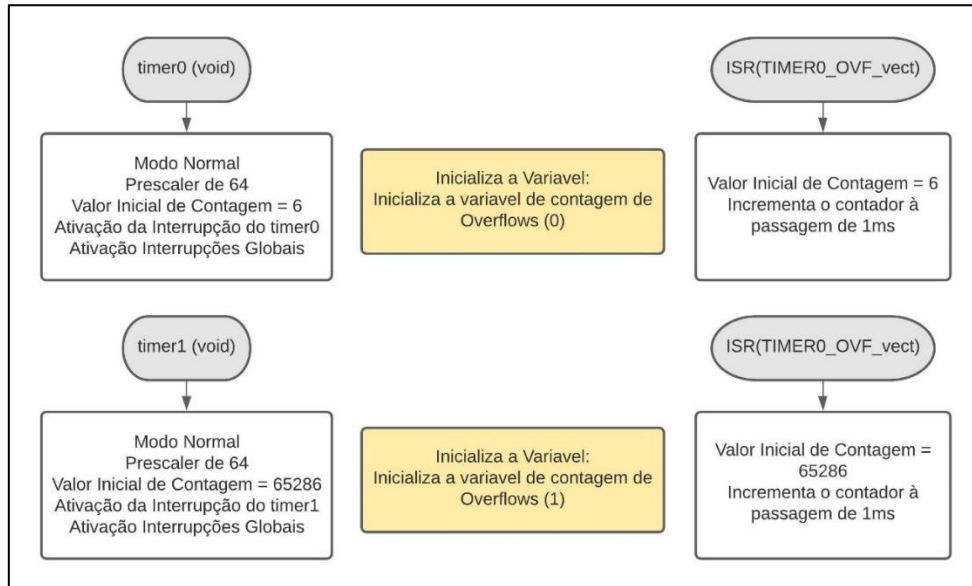 timer0 (void)
Modo Normal
Prescaler de 64
Valor Inicial de Contagem = 6
Ativação da Interrupção do timer0
Ativação Interrupções Globais
Inicializa a Variavel:
Inicializa a variavel de contagem de
Overflows (0)
ISR(TIMER0_OVF_vect)
Valor Inicial de Contagem = 6
Incrementa o contador à
passagem de 1ms
timer1 (void)
Modo Normal
Prescaler de 64
Valor Inicial de Contagem = 65286
Ativação da Interrupção do timer1
Ativação Interrupções Globais
Inicializa a Variavel:
Inicializa a variavel de contagem de
Overflows (1)
ISR(TIMER0_OVF_vect)
Valor Inicial de Contagem =
65286
Incrementa o contador à
passagem de 1ms